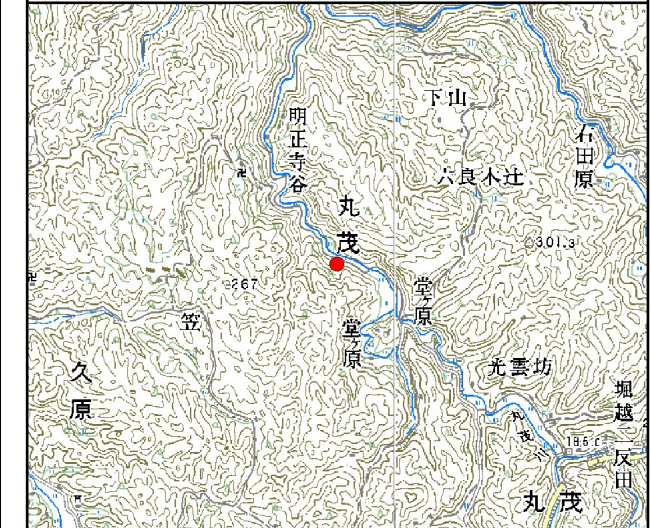 下山
明正寺谷
石田原
六良木辻
丸茂
301.3
267
堂ヶ原
笠
堂ヶ原
久原
光雲坊
堀越
二反田
丸茂川
丸茂